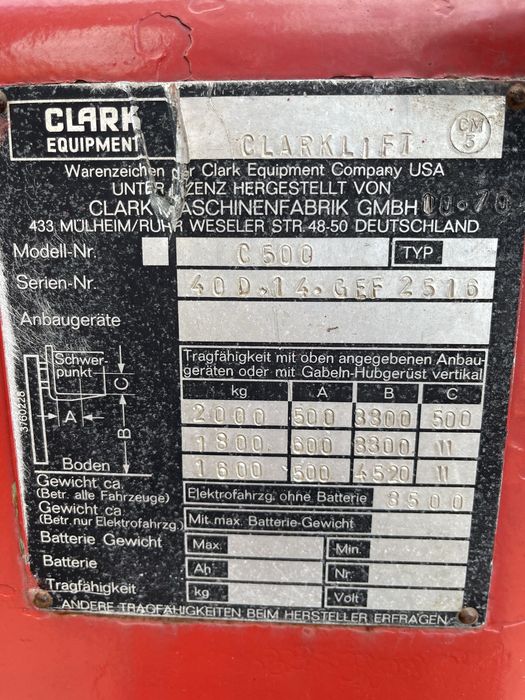 CLARK
EQUIPMENT
CLARKLIFT
CM
5
Warenzeichen der Clark Equipment Company USA
UNTER LIZENZ HERGESTELLT VON
CLARK MASCHINENFABRIK GMBH
433 MÜLHEIM/RUHR WESELER STR. 48-50 DEUTSCHLAND
Modell-Nr. C500 TYP
Serien-Nr. 40D.14.GEF 2516
Anbaugeräte
Schwer-
punkt
C
A
B
Boden
3760228
Tragfähigkeit mit oben angegebenen Anbau-
geräten oder mit Gabeln-Hubgerüst vertikal
kg A B C
2000 500 3300 500
1800 600 3300 11
1600 500 4520 11
Gewicht ca.
(Betr. alle Fahrzeuge)
Elektrofahrzg. ohne Batterie 3500
Gewicht ca.
(Betr. nur Elektrofahrzg.)
Mit max. Batterie-Gewicht
Batterie Gewicht Max. Min.
Batterie Ah Nr.
Tragfähigkeit kg Volt
ANDERE TRAGFÄHIGKEITEN BEIM HERSTELLER ERFRAGEN.